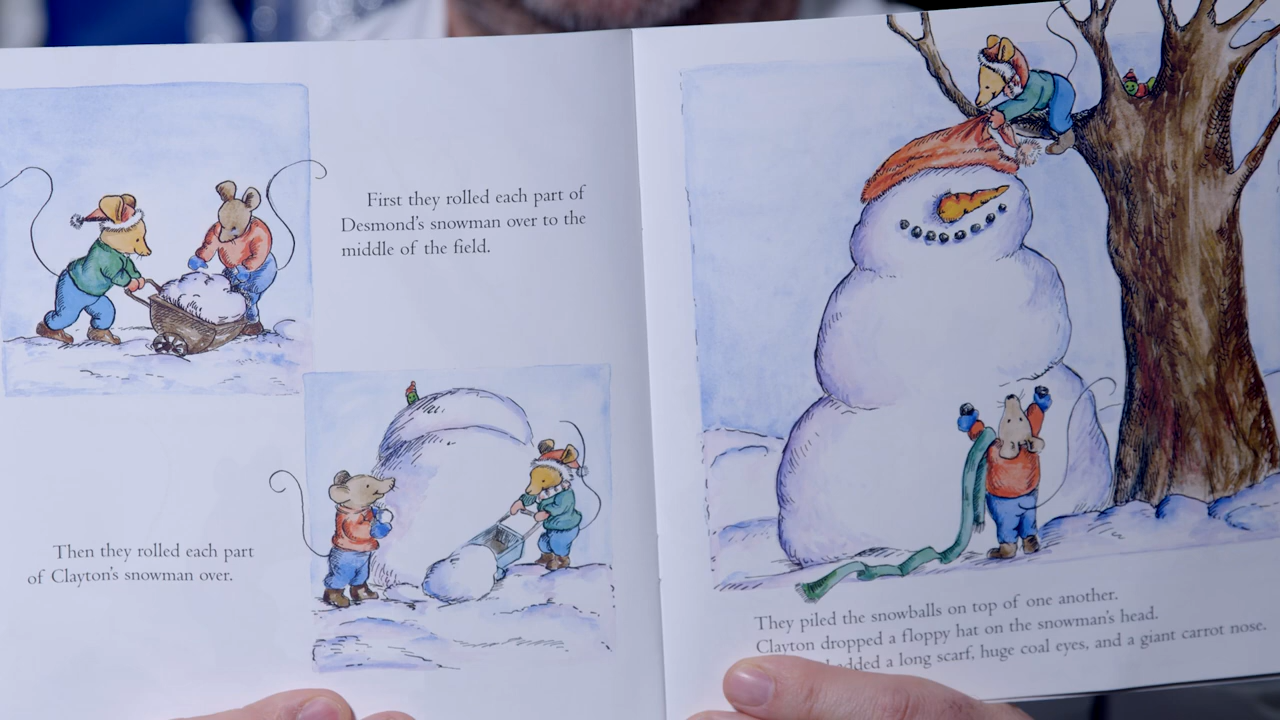 First they rolled each part of
Desmond's snowman over to the
middle of the field.
Then they rolled each part
of Clayton's snowman over.
They piled the snowballs on top of one another.
Clayton dropped a floppy hat on the snowman's head.
added a long scarf, huge coal eyes, and a giant carrot nose.